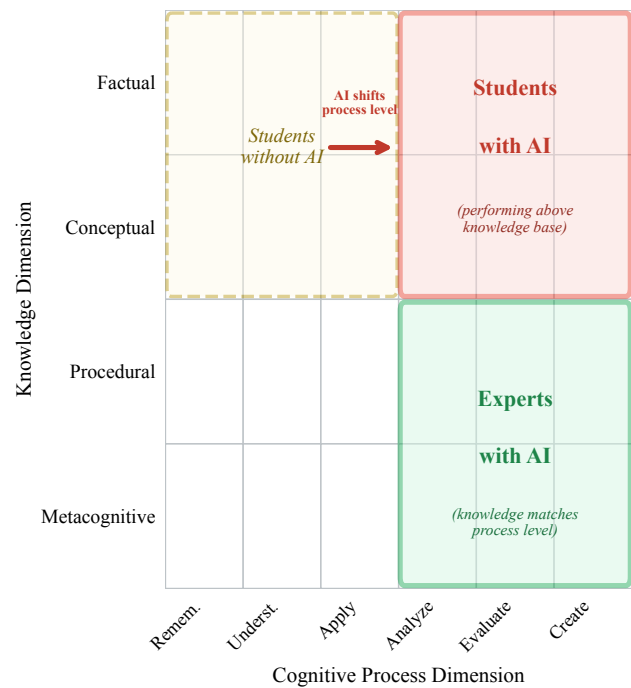 Knowledge Dimension
Factual
Conceptual
Procedural
Metacognitive
Students
without AI
AI shifts
process level
Students
with AI
(performing above
knowledge base)
Experts
with AI
(knowledge matches
process level)
Remem.
Underst.
Apply
Analyze
Evaluate
Create
Cognitive Process Dimension